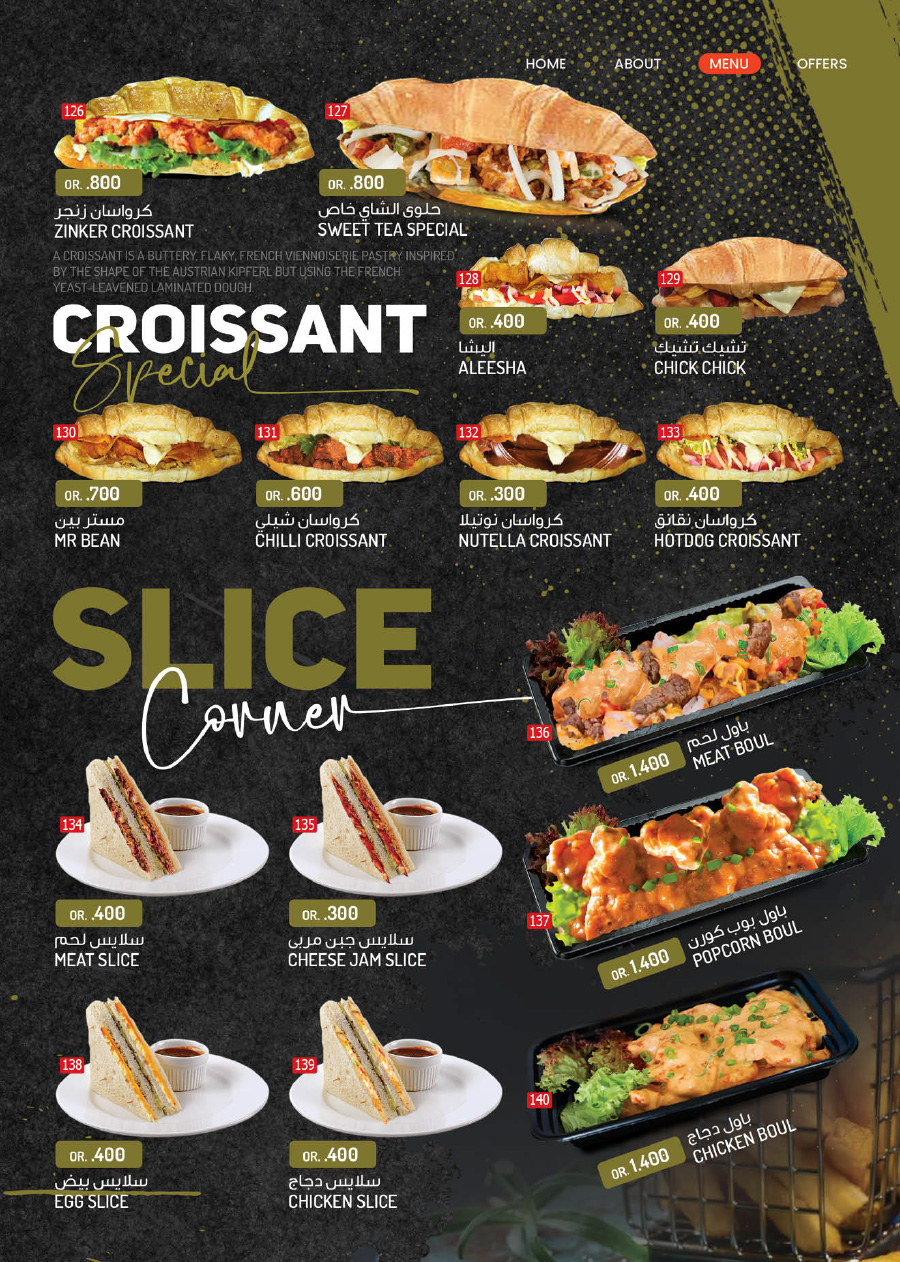 HOME ABOUT MENU OFFERS
126
OR. .800
كرواسان زنجر
ZINKER CROISSANT
127
OR. .800
حلوى الشاي خاص
SWEET TEA SPECIAL
A CROISSANT IS A BUTTERY, FLAKY, FRENCH VIENNOISERIE PASTRY INSPIRED
BY THE SHAPE OF THE AUSTRIAN KIPFERL BUT USING THE FRENCH
YEAST-LEAVENED LAMINATED DOUGH
CROISSANT
Special
128
OR. .400
اليشا
ALEESHA
129
OR. .400
تشيك تشيك
CHICK CHICK
130
OR. .700
مستر بين
MR BEAN
131
OR. .600
كرواسان شيلي
CHILLI CROISSANT
132
OR. .300
كرواسان نوتيلا
NUTELLA CROISSANT
133
OR. .400
كرواسان نقانق
HOTDOG CROISSANT
SLICE
Corner
134
OR. .400
سلايس لحم
MEAT SLICE
135
OR. .300
سلايس جبن مربى
CHEESE JAM SLICE
136
OR. 1.400
باول لحم
MEAT BOUL
137
OR. 1.400
باول بوب كورن
POPCORN BOUL
138
OR. .400
سلايس بيض
EGG SLICE
139
OR. .400
سلايس دجاج
CHICKEN SLICE
140
OR. 1.400
باول دجاج
CHICKEN BOUL